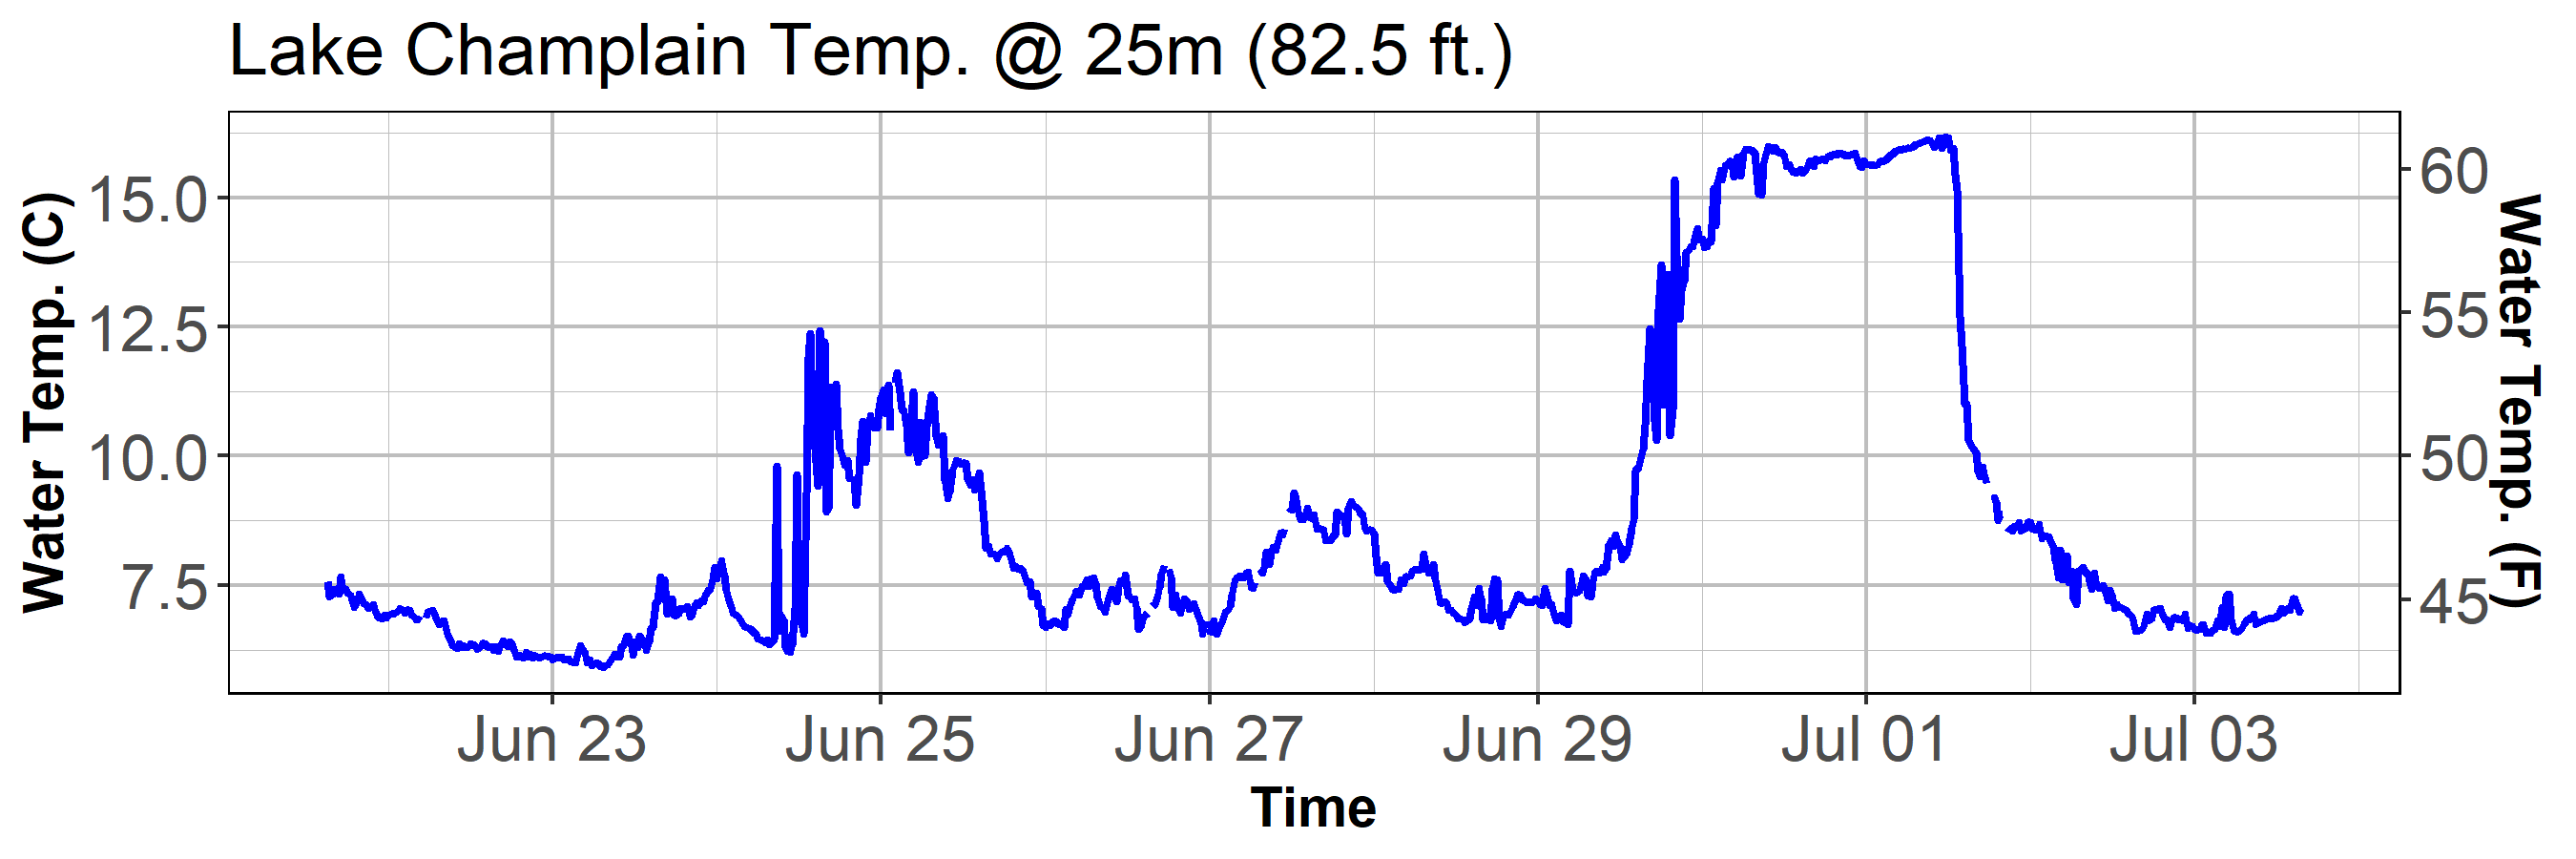 Lake Champlain Temp. @ 25m (82.5 ft.)
Water Temp. (C)
15.0
12.5
10.0
7.5
60
55
50
45
Water Temp. (F)
Jun 23 Jun 25 Jun 27 Jun 29 Jul 01 Jul 03
Time